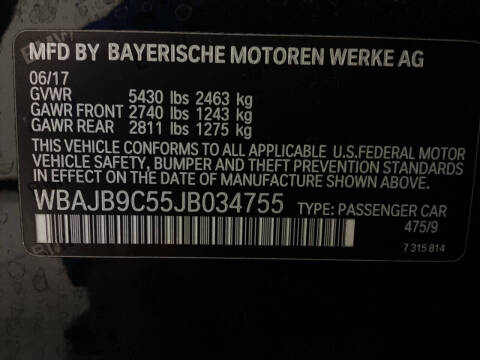 MFD BY BAYERISCHE MOTOREN WERKE AG
06/17
GVWR 5430 lbs 2463 kg
GAWR FRONT 2740 lbs 1243 kg
GAWR REAR 2811 lbs 1275 kg
THIS VEHICLE CONFORMS TO ALL APPLICABLE U.S.FEDERAL MOTOR
VEHICLE SAFETY, BUMPER AND THEFT PREVENTION STANDARDS
IN EFFECT ON THE DATE OF MANUFACTURE SHOWN ABOVE.
WBAJB9C55JB034755 TYPE: PASSENGER CAR
475/9
7 315 814